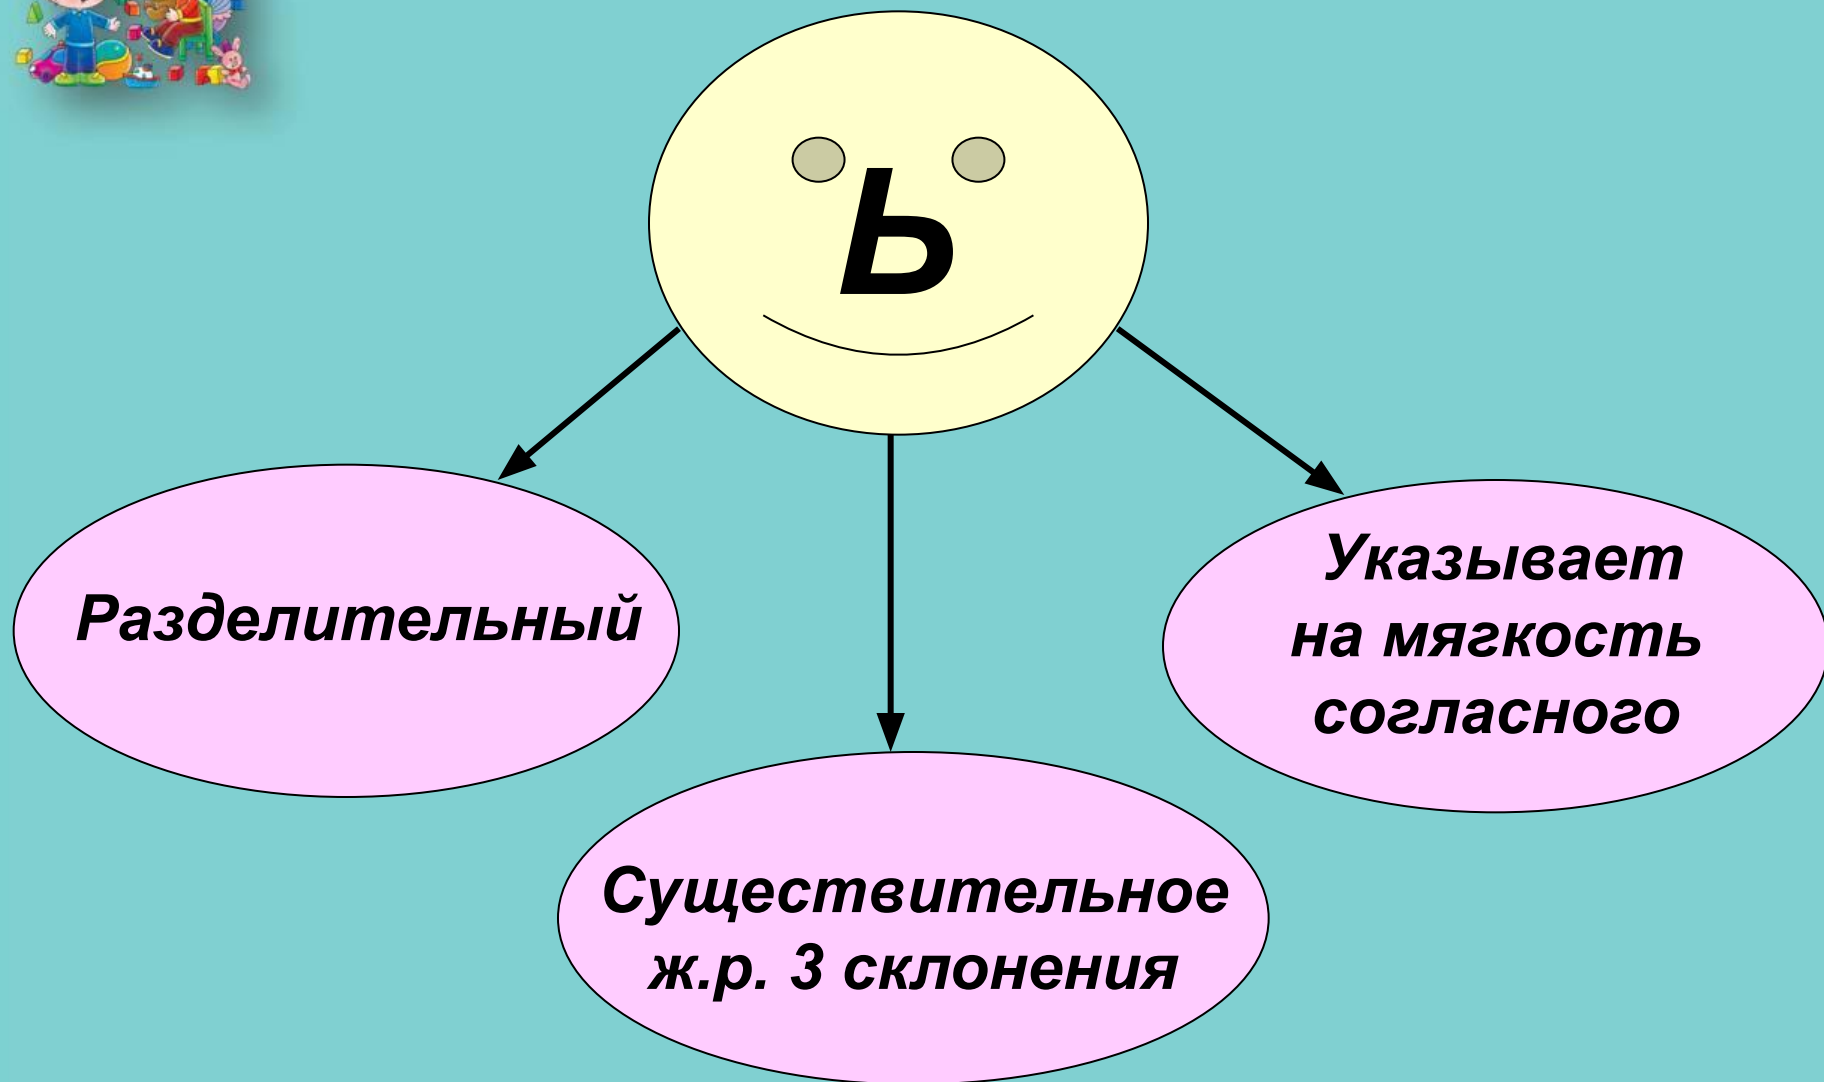 Ь
Разделительный
Указывает
на мягкость
согласного
Существительное
ж.р. 3 склонения